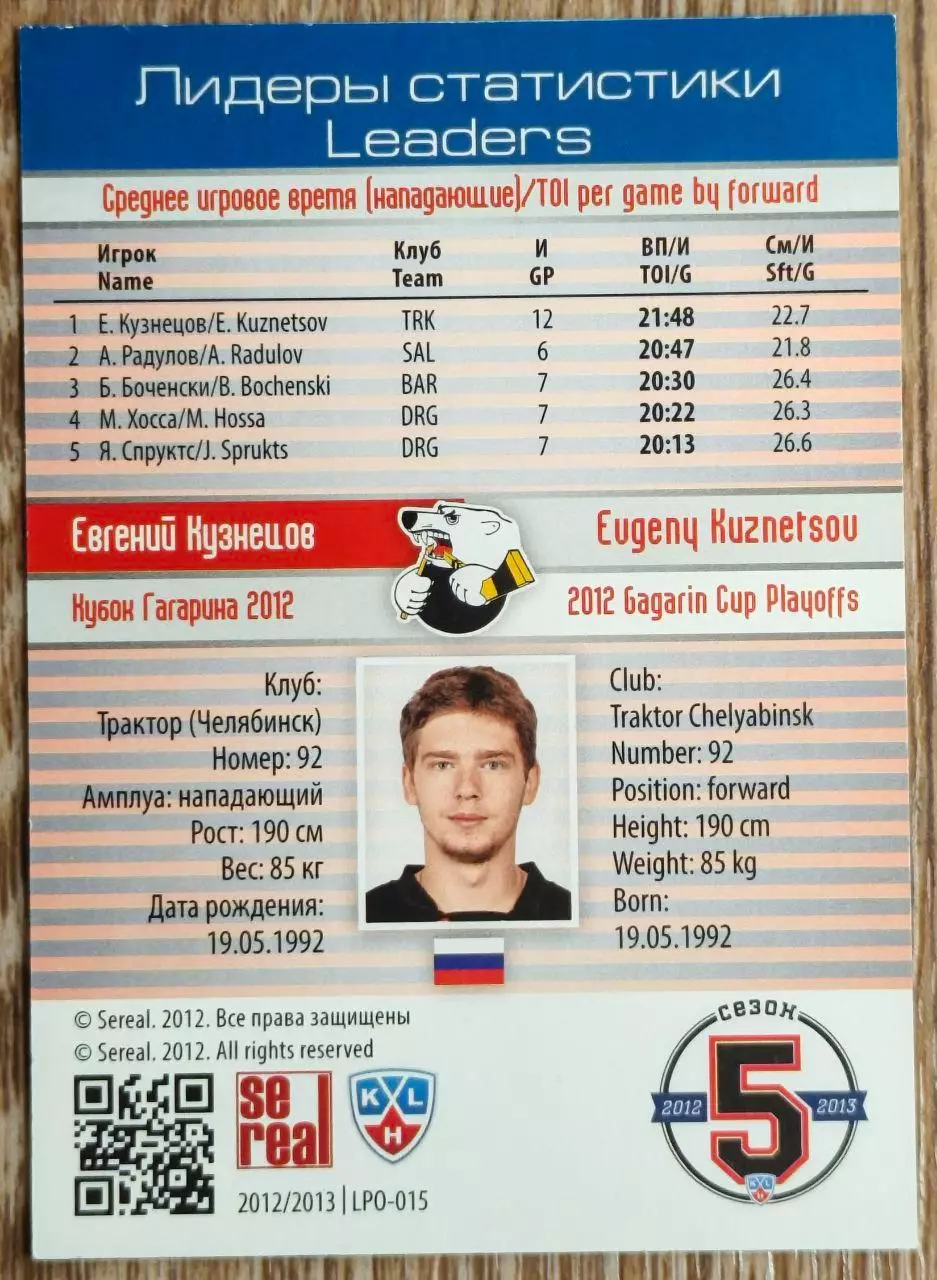 Лидеры статистики
Leaders
Среднее игровое время (нападающие)/TOI per game by forward
Игрок Клуб И ВП/И См/И
Name Team GP TOI/G Sft/G
1 Е. Кузнецов/E. Kuznetsov TRK 12 21:48 22.7
2 А. Радулов/A. Radulov SAL 6 20:47 21.8
3 Б. Боченски/B. Bochenski BAR 7 20:30 26.4
4 М. Хосса/M. Hossa DRG 7 20:22 26.3
5 Я. Спруктс/J. Sprukts DRG 7 20:13 26.6
Евгений Кузнецов Evgeny Kuznetsov
Кубок Гагарина 2012 2012 Gagarin Cup Playoffs
Клуб:
Трактор (Челябинск)
Номер: 92
Амплуа: нападающий
Рост: 190 см
Вес: 85 кг
Дата рождения:
19.05.1992
Club:
Traktor Chelyabinsk
Number: 92
Position: forward
Height: 190 cm
Weight: 85 kg
Born:
19.05.1992
© Sereal. 2012. Все права защищены
© Sereal. 2012. All rights reserved
se
real
KHL
2012/2013 | LPO-015
сезон
5
2012 2013
KHL